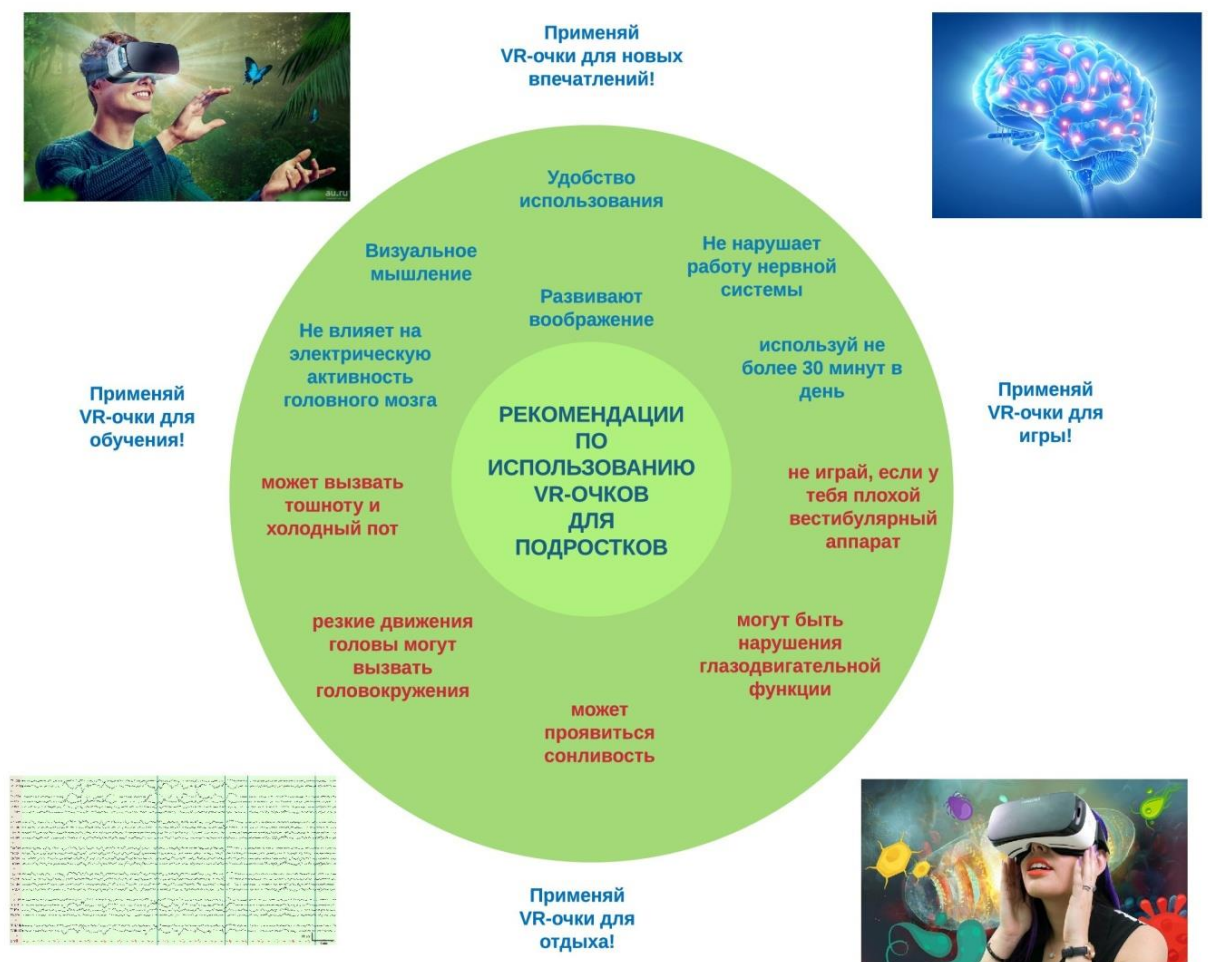 Применяй
VR-очки для новых
впечатлений!
au.ru
Удобство
использования
Визуальное
мышление
Не нарушает
работу нервной
системы
Развивают
воображение
Не влияет на
электрическую
активность
головного мозга
используй не
более 30 минут в
день
Применяй
VR-очки для
обучения!
Применяй
VR-очки для
игры!
РЕКОМЕНДАЦИИ
ПО
ИСПОЛЬЗОВАНИЮ
VR-ОЧКОВ
ДЛЯ
ПОДРОСТКОВ
может вызвать
тошноту и
холодный пот
не играй, если у
тебя плохой
вестибулярный
аппарат
резкие движения
головы могут
вызвать
головокружения
могут быть
нарушения
глазодвигательной
функции
может
проявиться
сонливость
Применяй
VR-очки для
отдыха!